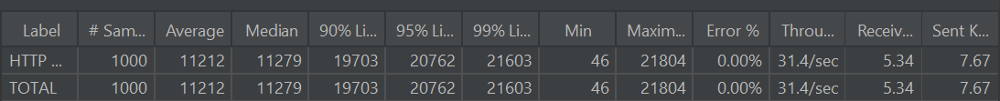 Label # Sam... Average Median 90% Li... 95% Li... 99% Li... Min Maxim... Error % Throu... Receiv... Sent K...
HTTP ... 1000 11212 11279 19703 20762 21603 46 21804 0.00% 31.4/sec 5.34 7.67
TOTAL 1000 11212 11279 19703 20762 21603 46 21804 0.00% 31.4/sec 5.34 7.67